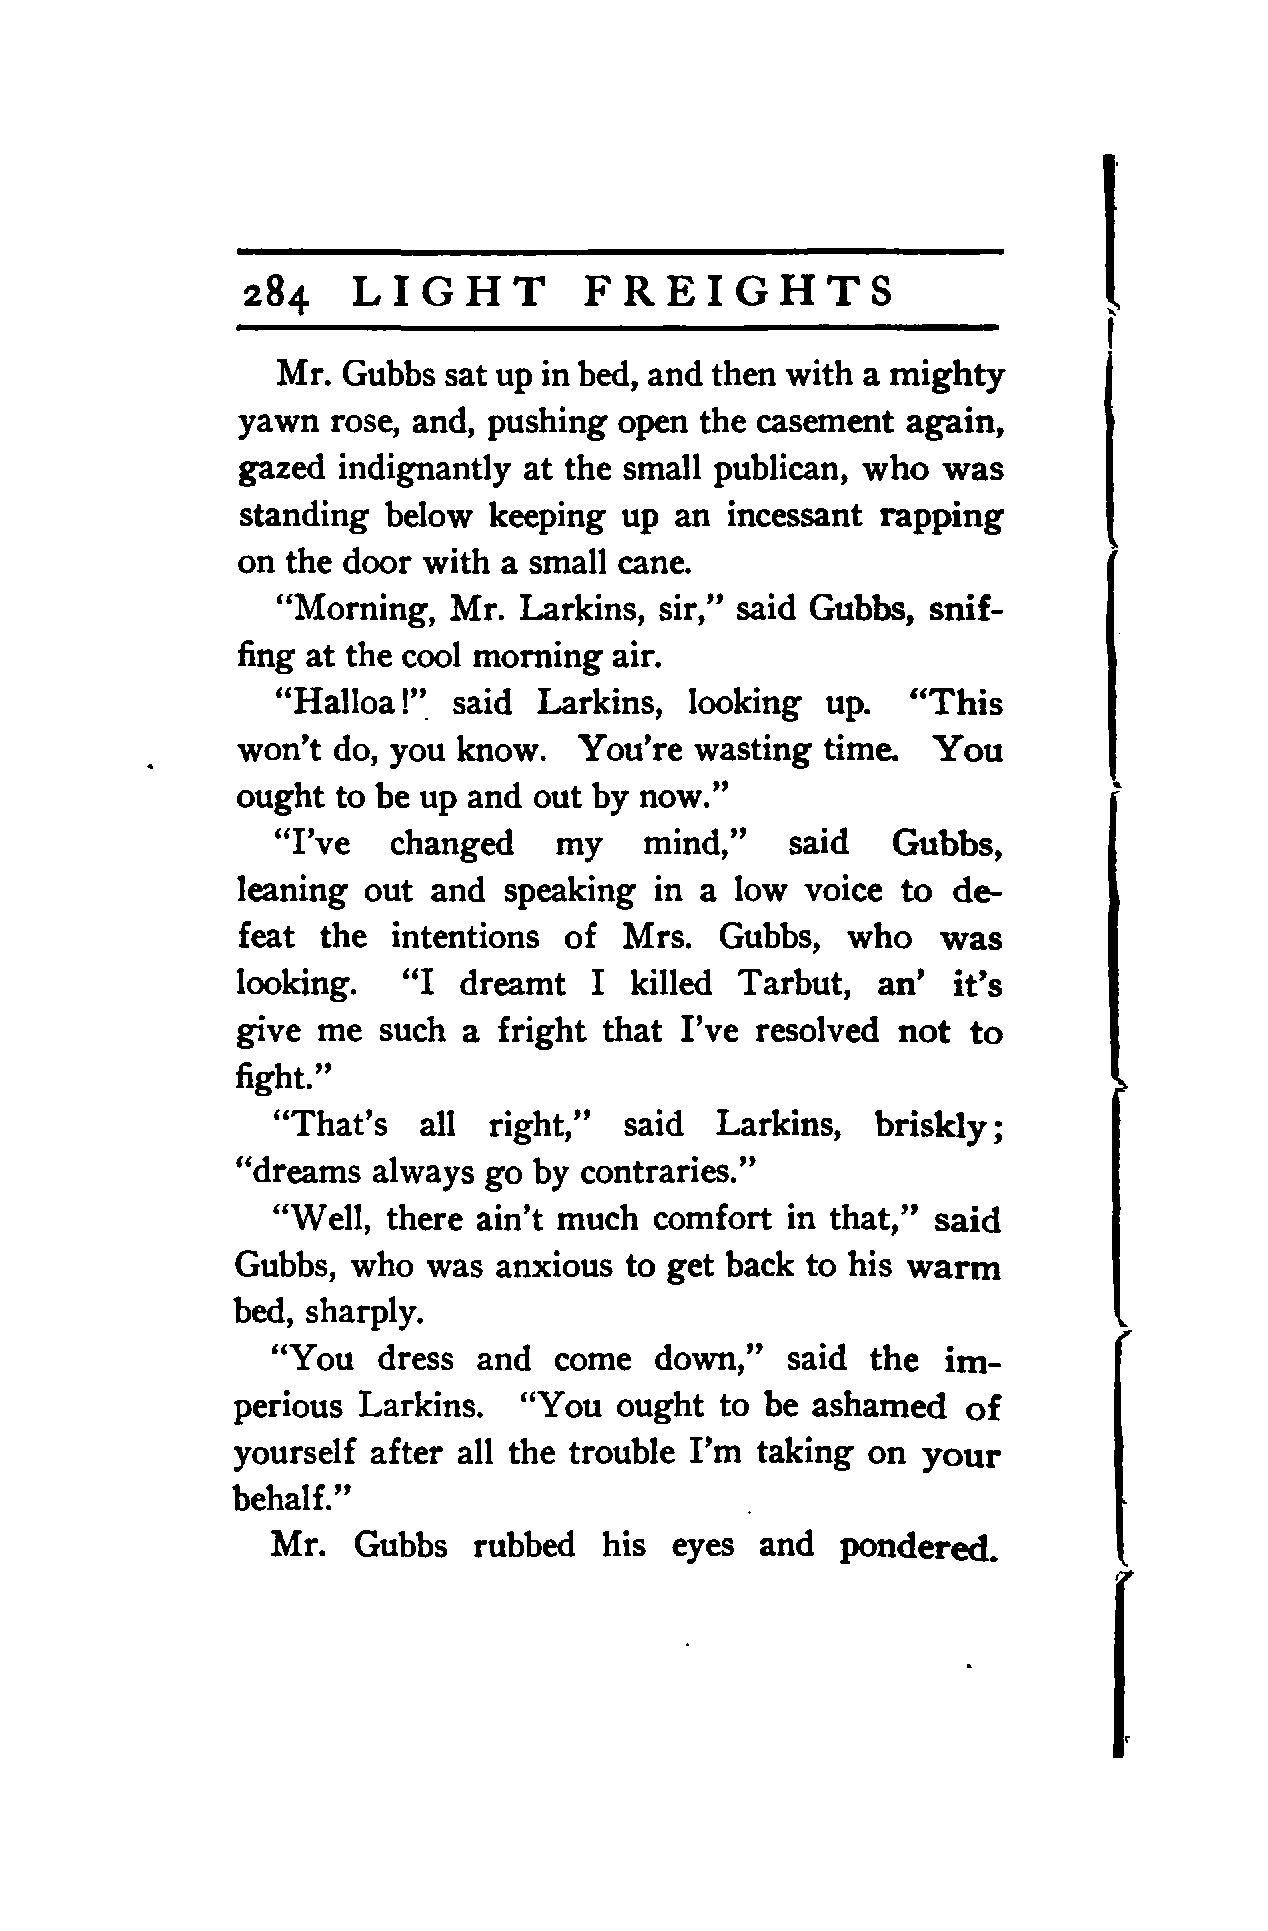 284 LIGHT FREIGHTS
Mr. Gubbs sat up in bed, and then with a mighty
yawn rose, and, pushing open the casement again,
gazed indignantly at the small publican, who was
standing below keeping up an incessant rapping
on the door with a small cane.
“Morning, Mr. Larkins, sir,” said Gubbs, snif-
fing at the cool morning air.
“Halloa!” said Larkins, looking up. “This
won’t do, you know. You’re wasting time. You
ought to be up and out by now.”
“I’ve changed my mind,” said Gubbs,
leaning out and speaking in a low voice to de-
feat the intentions of Mrs. Gubbs, who was
looking. “I dreamt I killed Tarbut, an’ it’s
give me such a fright that I’ve resolved not to
fight.”
“That’s all right,” said Larkins, briskly;
“dreams always go by contraries.”
“Well, there ain’t much comfort in that,” said
Gubbs, who was anxious to get back to his warm
bed, sharply.
“You dress and come down,” said the im-
perious Larkins. “You ought to be ashamed of
yourself after all the trouble I’m taking on your
behalf.”
Mr. Gubbs rubbed his eyes and pondered.